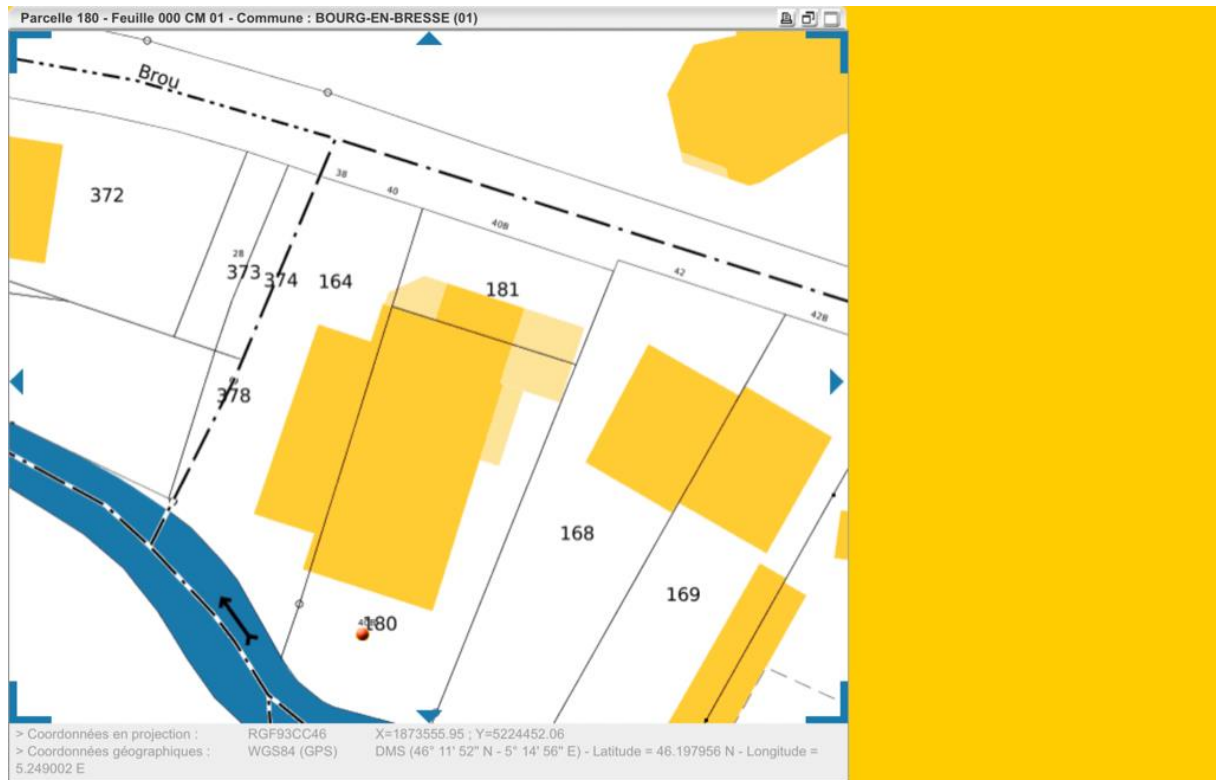 Parcelle 180 - Feuille 000 CM 01 - Commune : BOURG-EN-BRESSE (01)
Brou
38
40
372
40B
28
373
374
164
181
42
42B
378
168
169
180
> Coordonnées en projection : RGF93CC46 X=1873555.95 ; Y=5224452.06
> Coordonnées géographiques : WGS84 (GPS) DMS (46° 11' 52" N - 5° 14' 56" E) - Latitude = 46.197956 N - Longitude =
5.249002 E